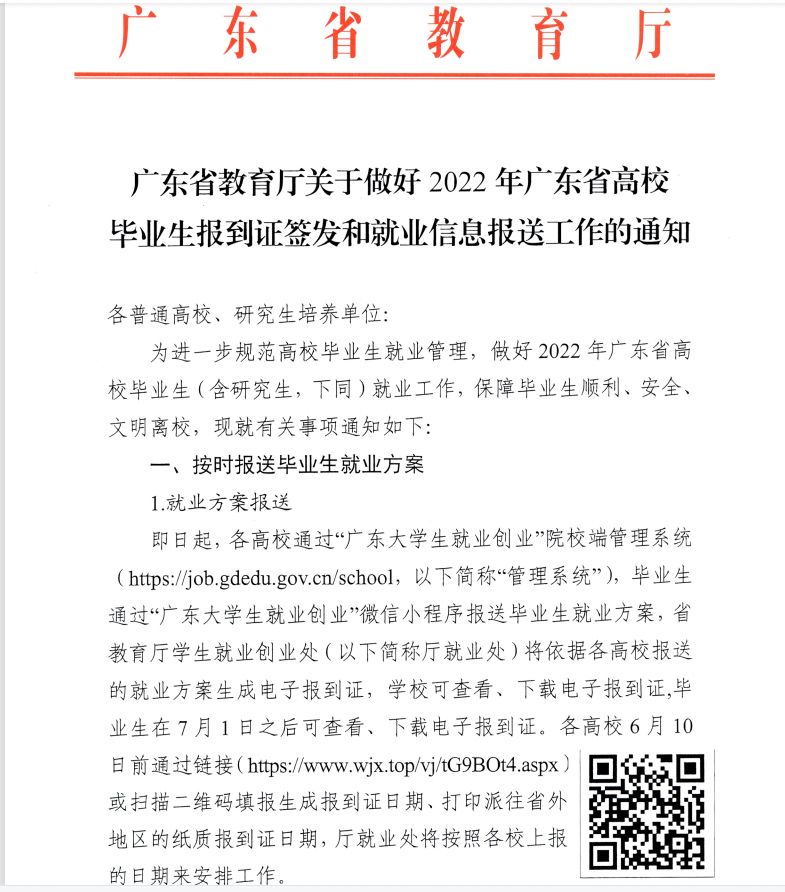 广东省教育厅
广东省教育厅关于做好 2022 年广东省高校
毕业生报到证签发和就业信息报送工作的通知
各普通高校、研究生培养单位:
为进一步规范高校毕业生就业管理，做好 2022 年广东省高
校毕业生(含研究生，下同)就业工作，保障毕业生顺利、安全、
文明离校，现就有关事项通知如下:
一、按时报送毕业生就业方案
1.就业方案报送
即日起，各高校通过“广东大学生就业创业”院校端管理系统
（https://job.gdedu.gov.cn/school，以下简称“管理系统”)，毕业生
通过“广东大学生就业创业”微信小程序报送毕业生就业方案，省
教育厅学生就业创业处(以下简称厅就业处)将依据各高校报送
的就业方案生成电子报到证，学校可查看、下载电子报到证,毕
业生在 7 月 1 日之后可查看、下载电子报到证。各高校 6 月 10
日前通过链接(https://www.wjx.top/vj/tG9BOt4.aspx)
或扫描二维码填报生成报到证日期、打印派往省外
地区的纸质报到证日期，厅就业处将按照各校上报
的日期来安排工作。